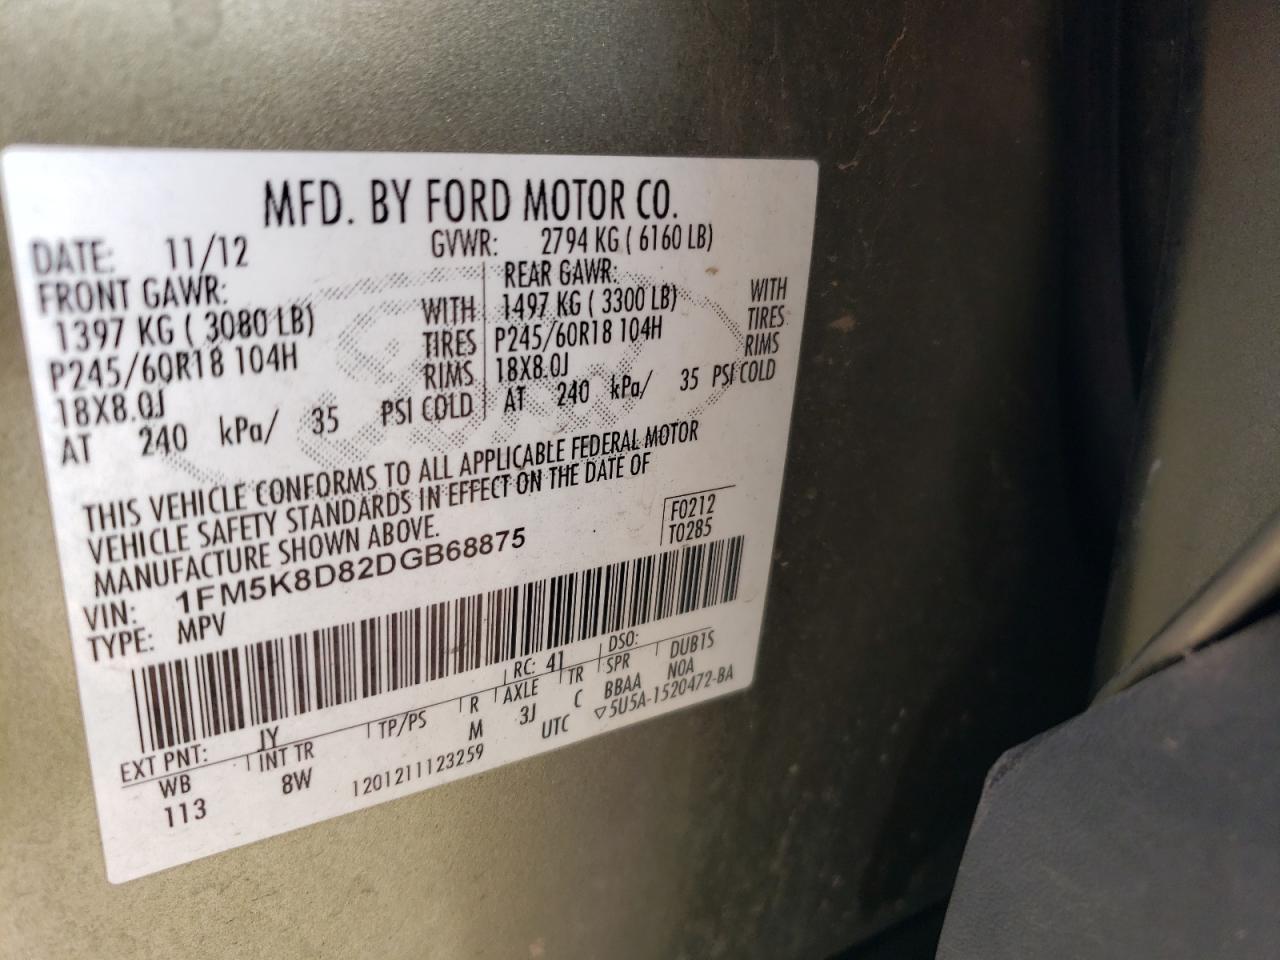 MFD. BY FORD MOTOR CO.
DATE: 11/12 GVWR: 2794 KG ( 6160 LB)
FRONT GAWR:
1397 KG ( 3080 LB) WITH
P245/60R18 104H TIRES
18X8.0J RIMS
AT 240 kPa/ 35 PSI COLD
REAR GAWR:
1497 KG ( 3300 LB) WITH
P245/60R18 104H TIRES
18X8.0J RIMS
AT 240 kPa/ 35 PSI COLD
THIS VEHICLE CONFORMS TO ALL APPLICABLE FEDERAL MOTOR
VEHICLE SAFETY STANDARDS IN EFFECT ON THE DATE OF
MANUFACTURE SHOWN ABOVE.
F0212
T0285
VIN: 1FM5K8D82DGB68875
TYPE: MPV
EXT PNT: JY RC: 41 DSO:
WB INT TR TP/PS R AXLE TR SPR DUB1S
113 8W M 3J C BBAA NOA
1201211123259 UTC ▽5U5A-1520472-BA